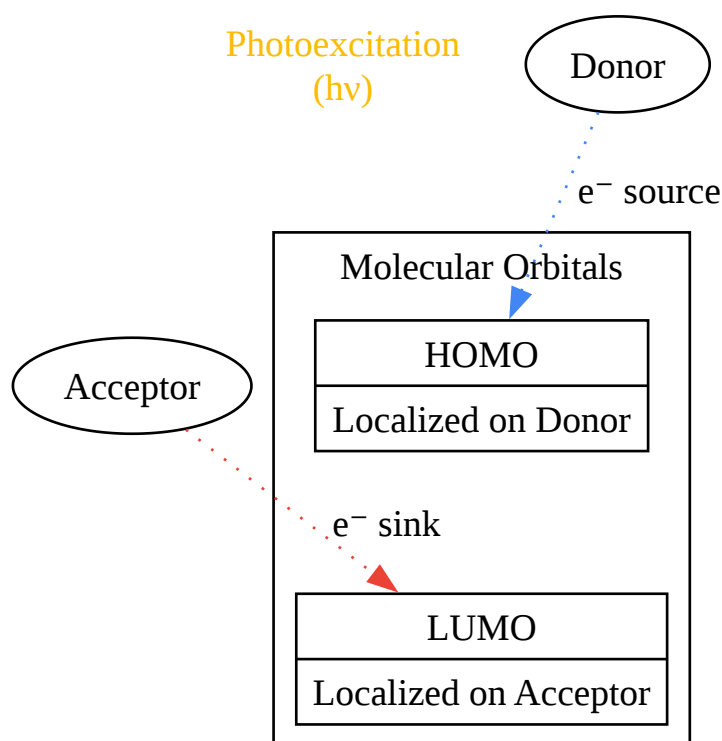 Photoexcitation
(hν)
Donor
e⁻ source
Molecular Orbitals
HOMO
Localized on Donor
Acceptor
e⁻ sink
LUMO
Localized on Acceptor